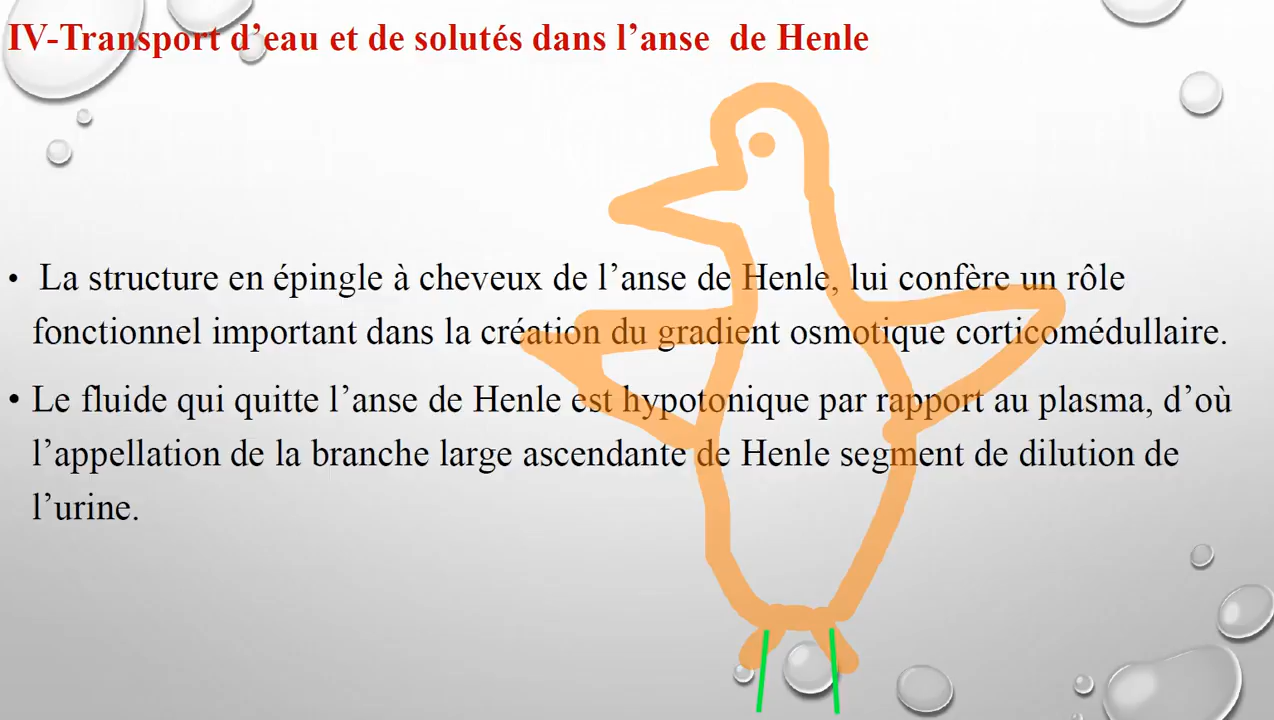 IV-Transport d’eau et de solutés dans l’anse de Henle
• La structure en épingle à cheveux de l’anse de Henle, lui confère un rôle
fonctionnel important dans la création du gradient osmotique corticomédullaire.
• Le fluide qui quitte l’anse de Henle est hypotonique par rapport au plasma, d’où
l’appellation de la branche large ascendante de Henle segment de dilution de
l’urine.